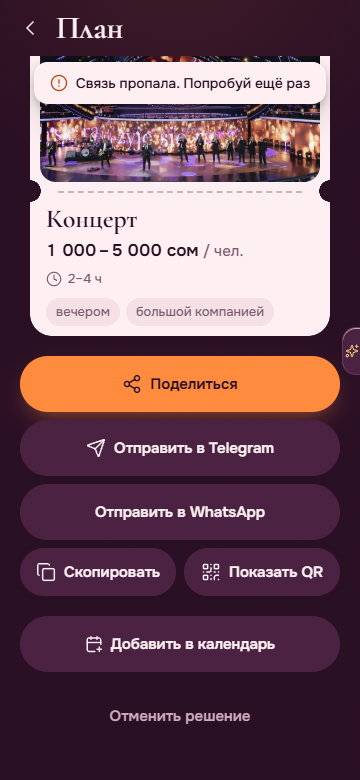 План
Связь пропала. Попробуй ещё раз
Концерт
1 000 – 5 000 сом / чел.
2–4 ч
вечером
большой компанией
Поделиться
Отправить в Telegram
Отправить в WhatsApp
Скопировать
Показать QR
Добавить в календарь
Отменить решение